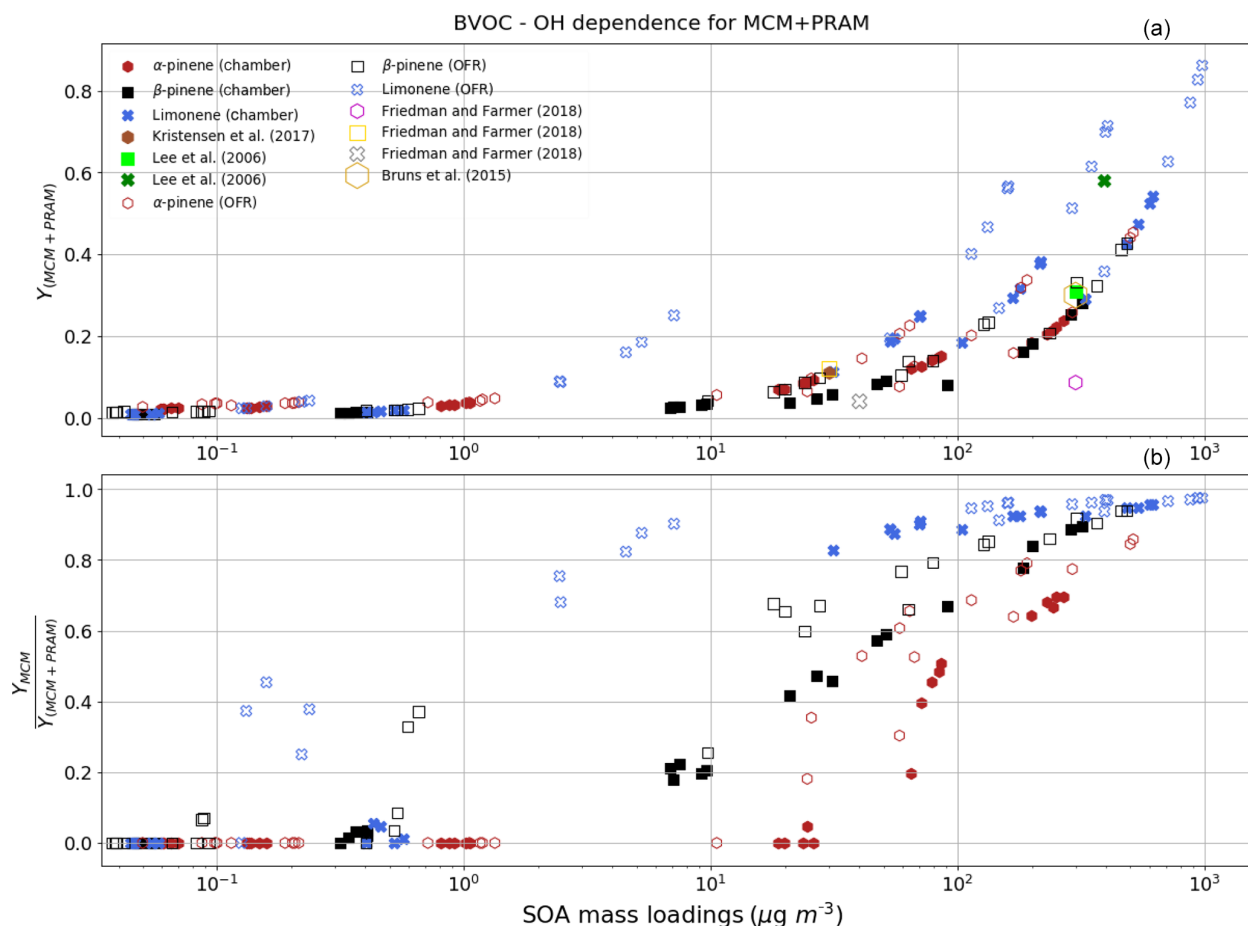 BVOC - OH dependence for MCM+PRAM
(a)
α-pinene (chamber)
β-pinene (chamber)
Limonene (chamber)
Kristensen et al. (2017)
Lee et al. (2006)
Lee et al. (2006)
α-pinene (OFR)
β-pinene (OFR)
Limonene (OFR)
Friedman and Farmer (2018)
Friedman and Farmer (2018)
Friedman and Farmer (2018)
Bruns et al. (2015)
Y(MCM + PRAM)
0.8
0.6
0.4
0.2
0.0
10⁻¹
10⁰
10¹
10²
10³
(b)
Y_MCM
Y(MCM + PRAM)
1.0
0.8
0.6
0.4
0.2
0.0
10⁻¹
10⁰
10¹
10²
10³
SOA mass loadings (μg m⁻³)